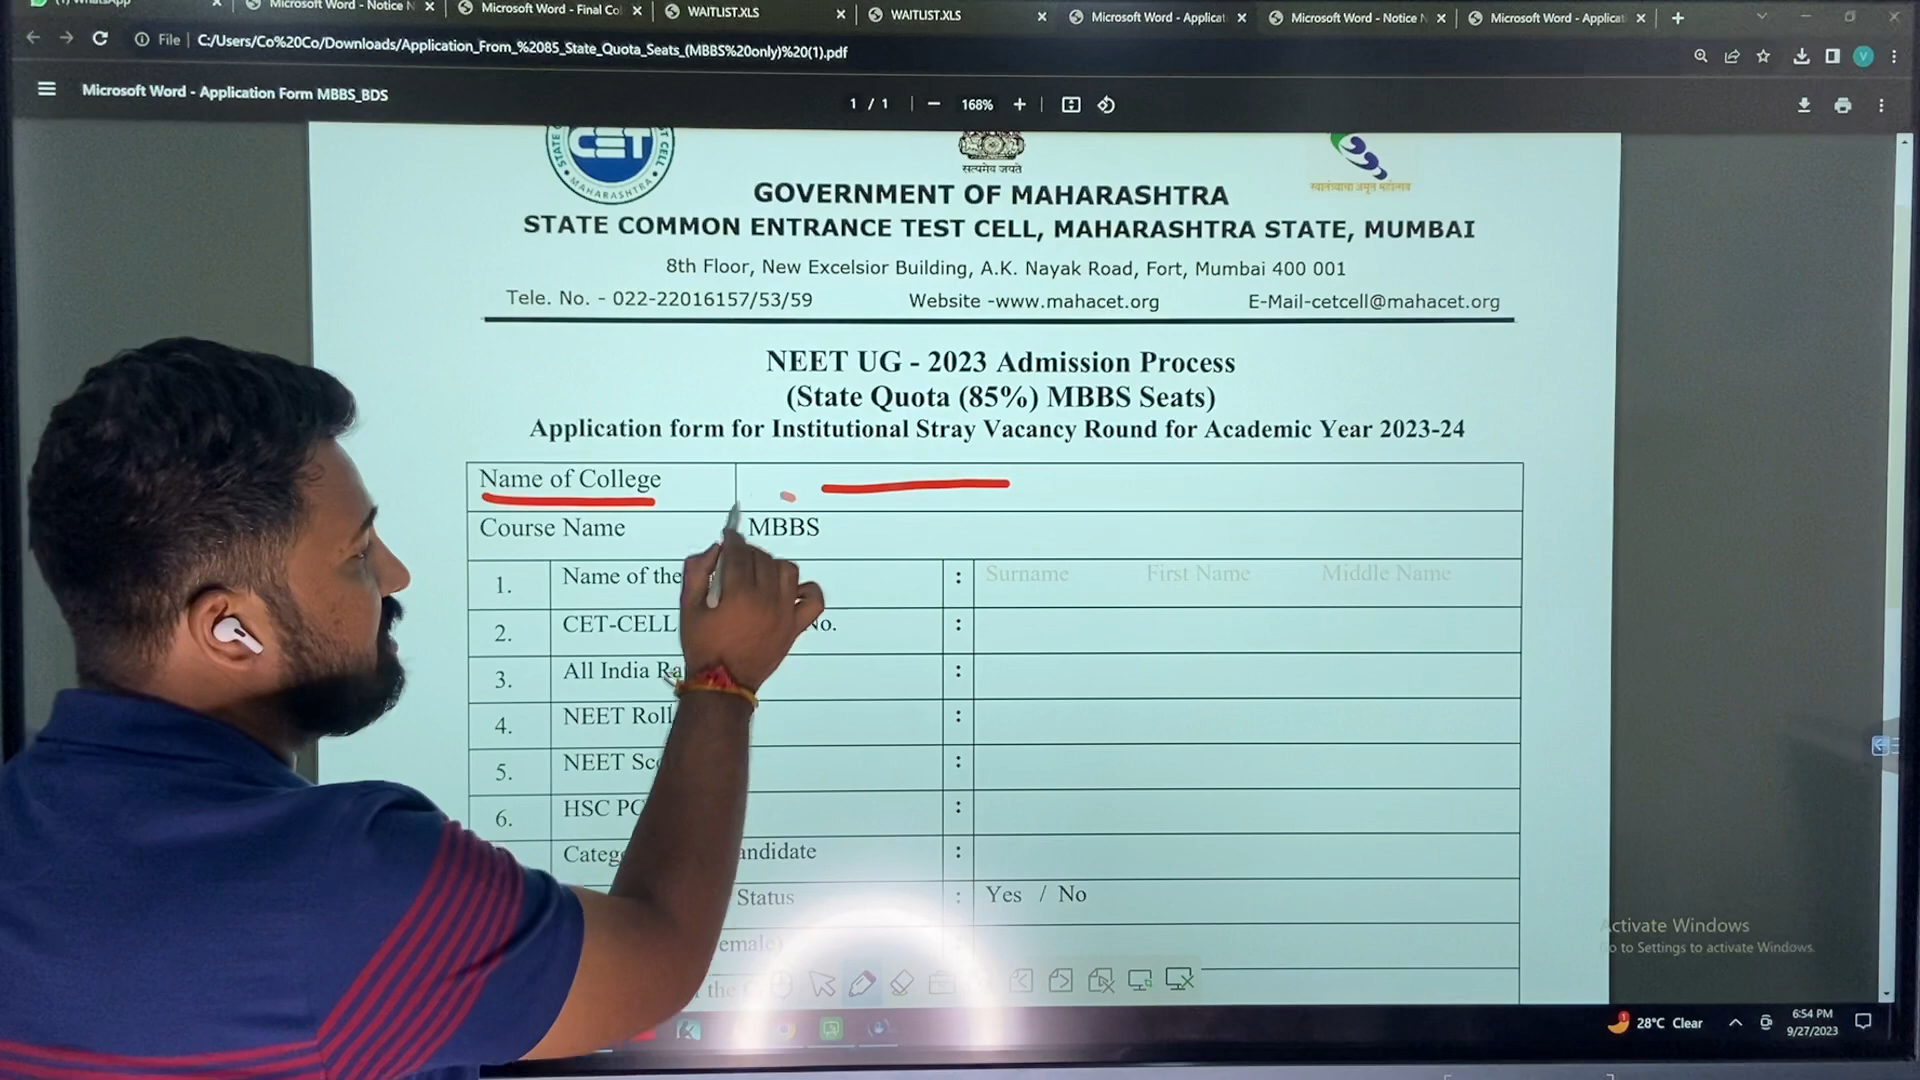 Microsoft Word - Notice N
Microsoft Word - Final Co
WAITLIST.XLS
WAITLIST.XLS
Microsoft Word - Applicat
Microsoft Word - Notice N
Microsoft Word - Applicat
File
C:/Users/Co%20Co/Downloads/Application_From_%2085_State_Quota_Seats_(MBBS%20only)%20(1).pdf
V
Microsoft Word - Application Form MBBS_BDS
1 / 1
168%
CET
CELL
MAHARASHTRA
सत्यमेव जयते
GOVERNMENT OF MAHARASHTRA
STATE COMMON ENTRANCE TEST CELL, MAHARASHTRA STATE, MUMBAI
8th Floor, New Excelsior Building, A.K. Nayak Road, Fort, Mumbai 400 001
Tele. No. - 022-22016157/53/59 Website -www.mahacet.org E-Mail-cetcell@mahacet.org
NEET UG - 2023 Admission Process
(State Quota (85%) MBBS Seats)
Application form for Institutional Stray Vacancy Round for Academic Year 2023-24
Name of College
Course Name MBBS
1. Name of the : Surname First Name Middle Name
2. CET-CELL No. :
3. All India Ra :
4. NEET Roll :
5. NEET Sc :
6. HSC PC :
Categ andidate :
Status : Yes / No
emale)
the
Activate Windows
o to Settings to activate Windows.
28°C Clear
6:54 PM
9/27/2023